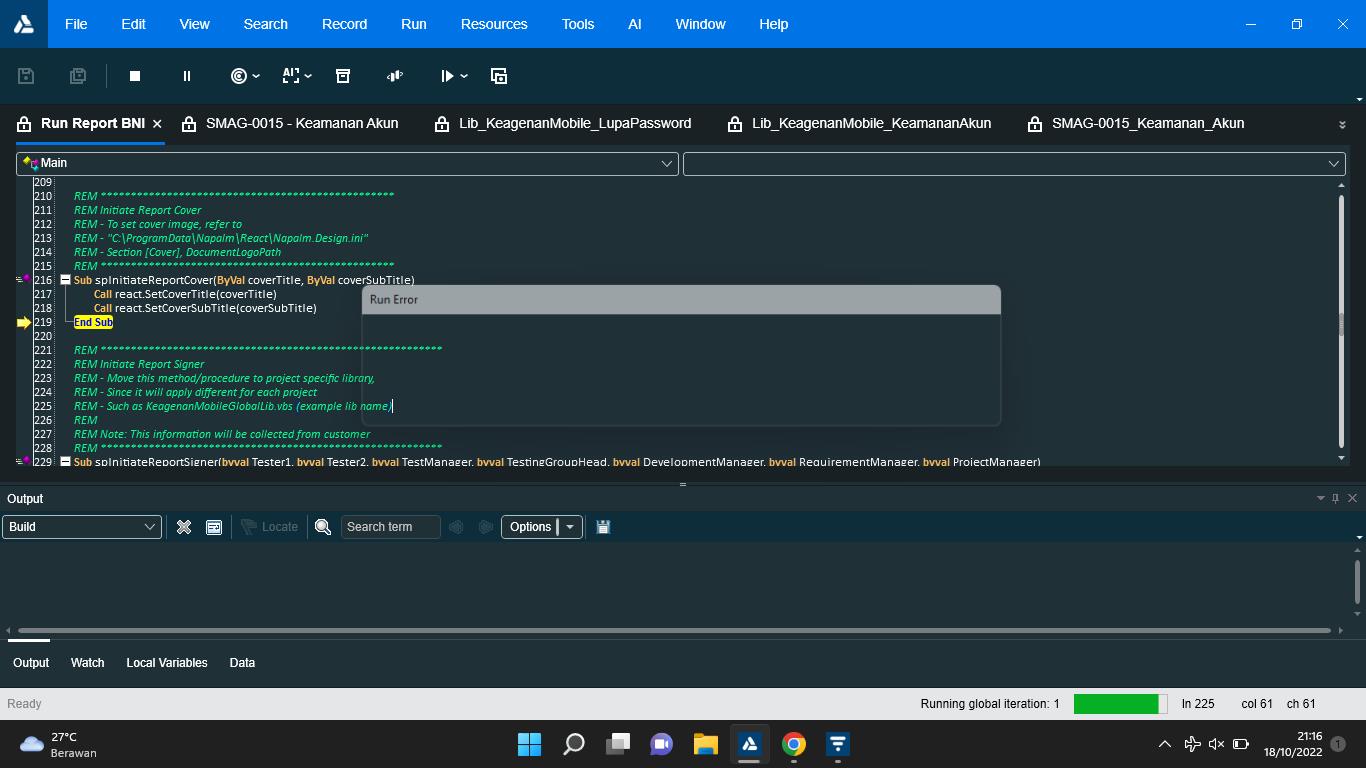 File Edit View Search Record Run Resources Tools AI Window Help
AI
Run Report BNI SMAG-0015 - Keamanan Akun Lib_KeagenanMobile_LupaPassword Lib_KeagenanMobile_KeamananAkun SMAG-0015_Keamanan_Akun
Main
209
210 REM **************************************************
211 REM Initiate Report Cover
212 REM - To set cover image, refer to
213 REM - "C:\ProgramData\Napalm\React\Napalm.Design.ini"
214 REM - Section [Cover], DocumentLogoPath
215 REM **************************************************
216 Sub spInitiateReportCover(ByVal coverTitle, ByVal coverSubTitle)
217 Call react.SetCoverTitle(coverTitle)
218 Call react.SetCoverSubTitle(coverSubTitle)
219 End Sub
220
221 REM **********************************************************
222 REM Initiate Report Signer
223 REM - Move this method/procedure to project specific library,
224 REM - Since it will apply different for each project
225 REM - Such as KeagenanMobileGlobalLib.vbs (example lib name)
226 REM
227 REM Note: This information will be collected from customer
228 REM **********************************************************
229 Sub spInitiateReportSigner(byval Tester1, byval Tester2, byval TestManager, byval TestingGroupHead, byval DevelopmentManager, byval RequirementManager, byval ProjectManager)
Run Error
Output
Build Locate Search term Options
Output Watch Local Variables Data
Ready Running global iteration: 1 ln 225 col 61 ch 61
27°C
Berawan
21:16
18/10/2022
1